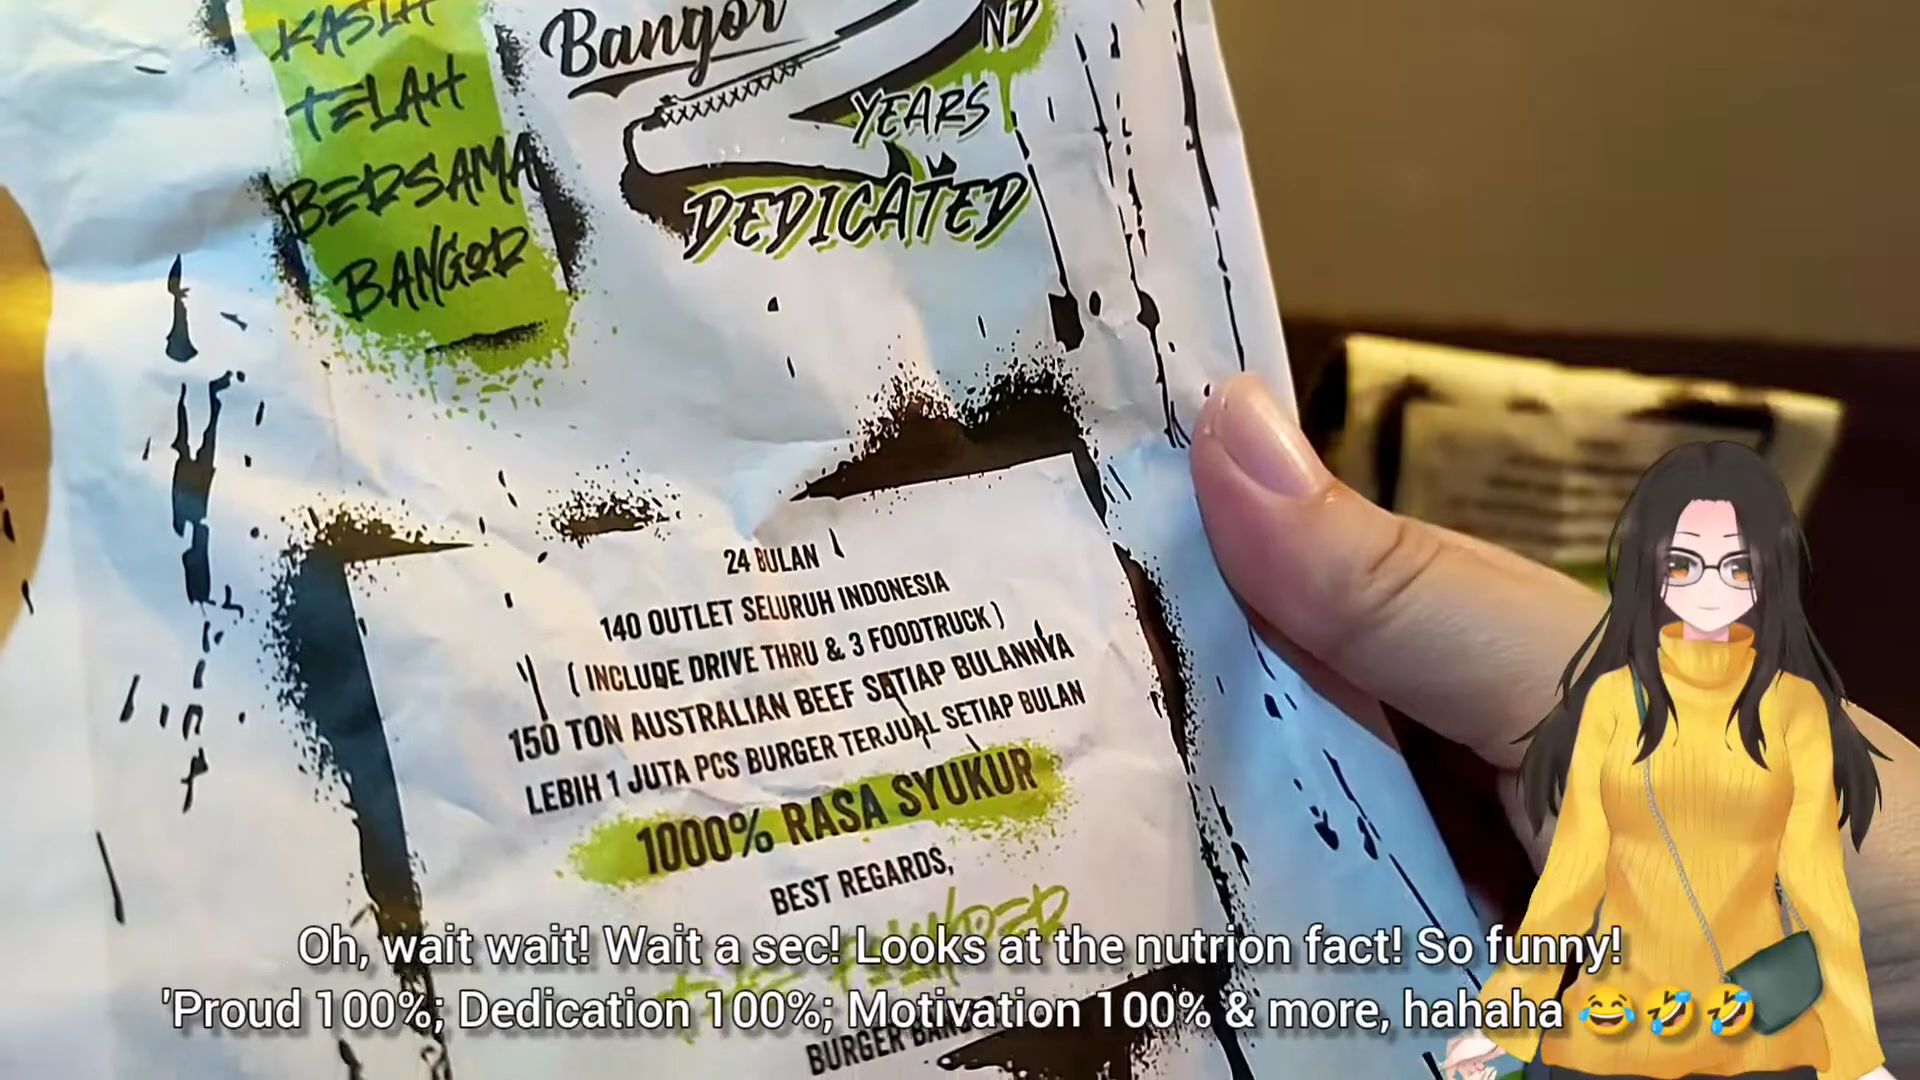 KASIH
TELAH
BERSAMA
BANGOR
Bangor
ND
YEARS
DEDICATED
24 BULAN
140 OUTLET SELURUH INDONESIA
( INCLUDE DRIVE THRU & 3 FOODTRUCK )
150 TON AUSTRALIAN BEEF SETIAP BULANNYA
LEBIH 1 JUTA PCS BURGER TERJUAL SETIAP BULAN
1000% RASA SYUKUR
BEST REGARDS,
THE FOUNDER
BURGER
Oh, wait wait! Wait a sec! Looks at the nutrion fact! So funny!
'Proud 100%; Dedication 100%; Motivation 100% & more, hahaha 😂🤣🤣